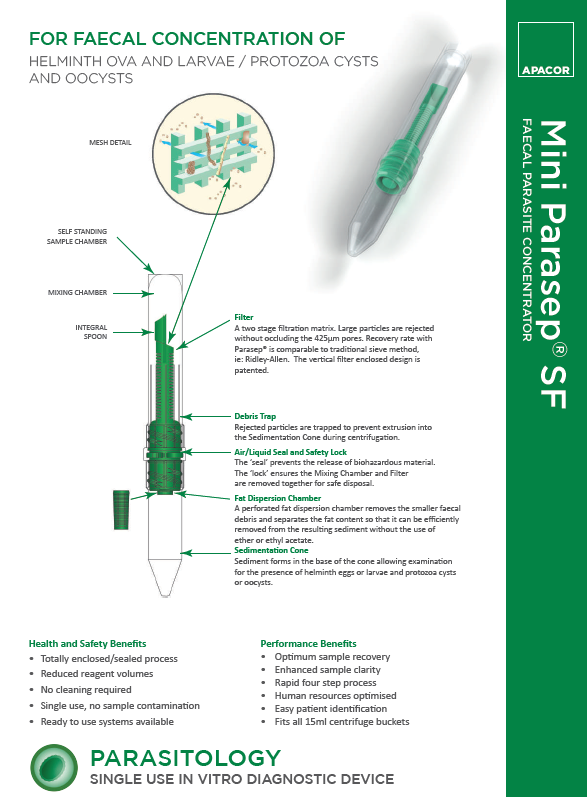 FOR FAECAL CONCENTRATION OF
HELMINTH OVA AND LARVAE / PROTOZOA CYSTS
AND OOCYSTS
APACOR
Mini Parasep® SF
FAECAL PARASITE CONCENTRATOR
MESH DETAIL
SELF STANDING
SAMPLE CHAMBER
MIXING CHAMBER
INTEGRAL
SPOON
Filter
A two stage filtration matrix. Large particles are rejected
without occluding the 425µm pores. Recovery rate with
Parasep® is comparable to traditional sieve method,
ie: Ridley-Allen. The vertical filter enclosed design is
patented.
Debris Trap
Rejected particles are trapped to prevent extrusion into
the Sedimentation Cone during centrifugation.
Air/Liquid Seal and Safety Lock
The 'seal' prevents the release of biohazardous material.
The 'lock' ensures the Mixing Chamber and Filter
are removed together for safe disposal.
Fat Dispersion Chamber
A perforated fat dispersion chamber removes the smaller faecal
debris and separates the fat content so that it can be efficiently
removed from the resulting sediment without the use of
ether or ethyl acetate.
Sedimentation Cone
Sediment forms in the base of the cone allowing examination
for the presence of helminth eggs or larvae and protozoa cysts
or oocysts.
Health and Safety Benefits
• Totally enclosed/sealed process
• Reduced reagent volumes
• No cleaning required
• Single use, no sample contamination
• Ready to use systems available
Performance Benefits
• Optimum sample recovery
• Enhanced sample clarity
• Rapid four step process
• Human resources optimised
• Easy patient identification
• Fits all 15ml centrifuge buckets
PARASITOLOGY
SINGLE USE IN VITRO DIAGNOSTIC DEVICE